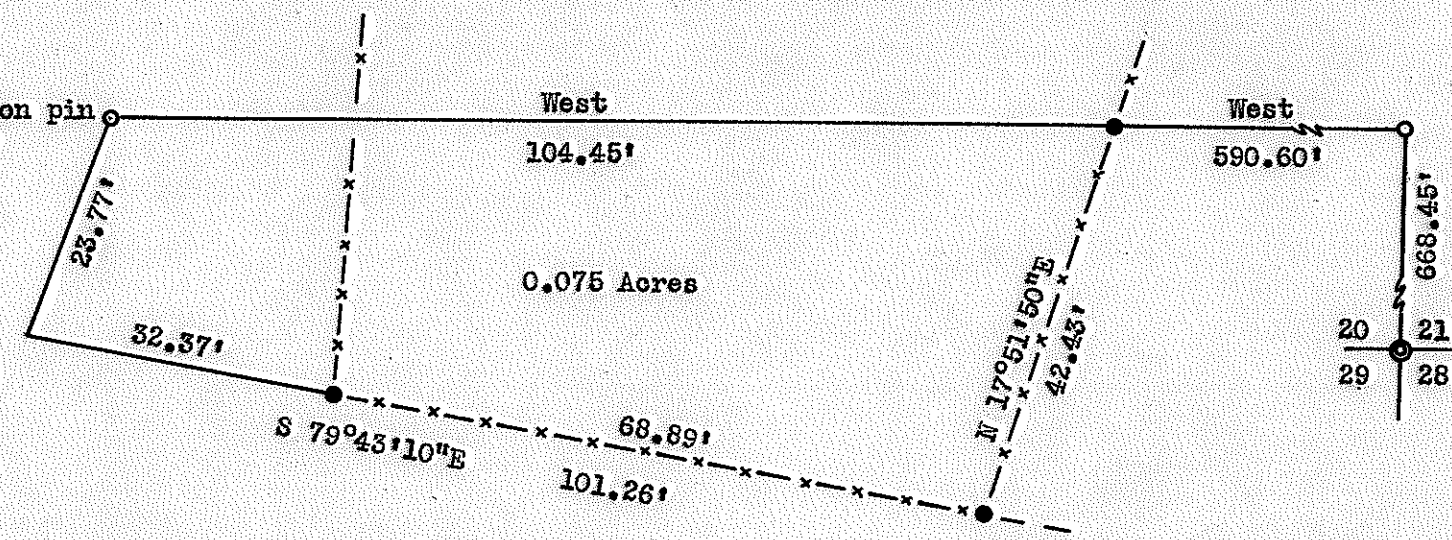 on pin
West
West
104.45'
590.60'
23.77'
668.45'
0.075 Acres
N 17°51'50"E
42.43'
32.37'
20 21
29 28
S 79°43'10"E
68.89'
101.26'